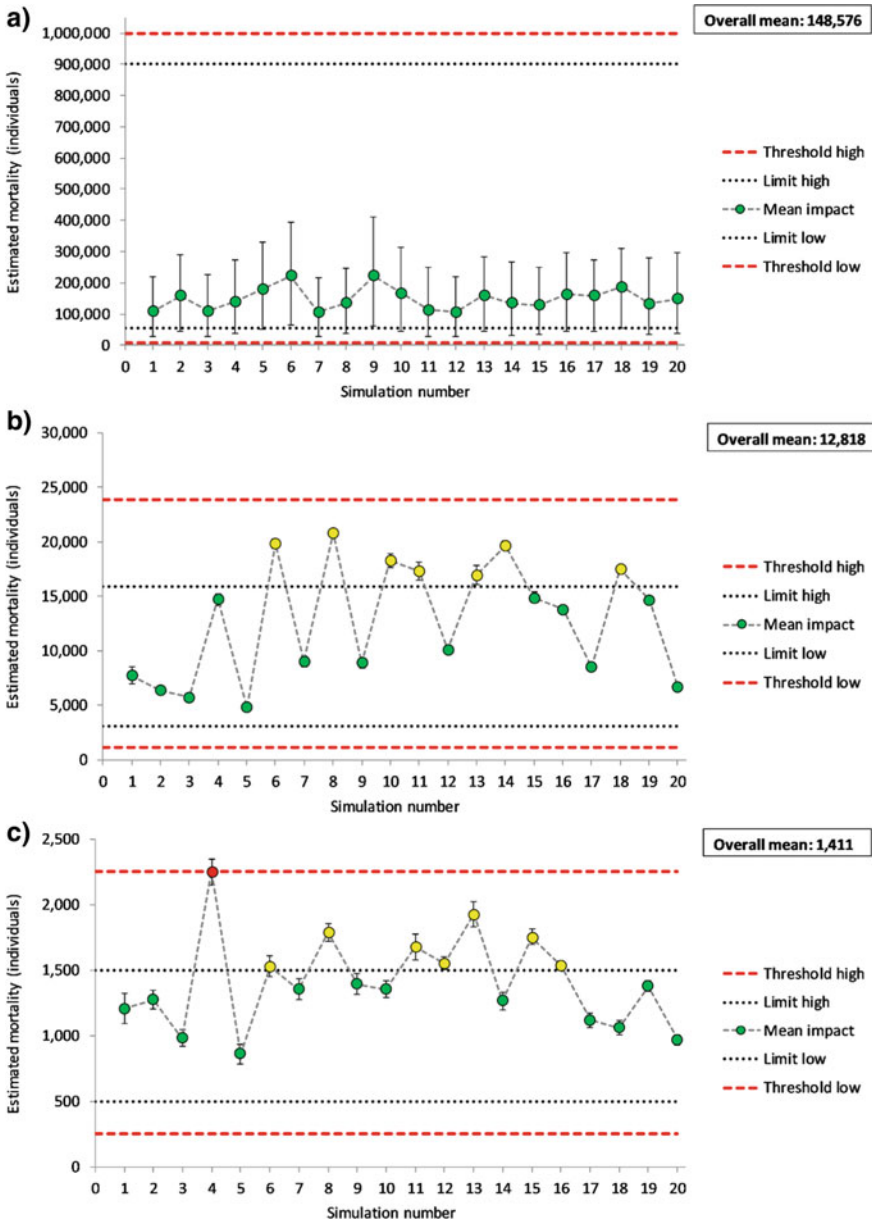 a)
Overall mean: 148,576
Estimated mortality (individuals)
1,000,000
900,000
800,000
700,000
600,000
500,000
400,000
300,000
200,000
100,000
0
0 1 2 3 4 5 6 7 8 9 10 11 12 13 14 15 16 17 18 19 20
Simulation number
Threshold high
Limit high
Mean impact
Limit low
Threshold low
b)
Overall mean: 12,818
Estimated mortality (individuals)
30,000
25,000
20,000
15,000
10,000
5,000
0
0 1 2 3 4 5 6 7 8 9 10 11 12 13 14 15 16 17 18 19 20
Simulation number
Threshold high
Limit high
Mean impact
Limit low
Threshold low
c)
Overall mean: 1,411
Estimated mortality (individuals)
2,500
2,000
1,500
1,000
500
0
0 1 2 3 4 5 6 7 8 9 10 11 12 13 14 15 16 17 18 19 20
Simulation number
Threshold high
Limit high
Mean impact
Limit low
Threshold low